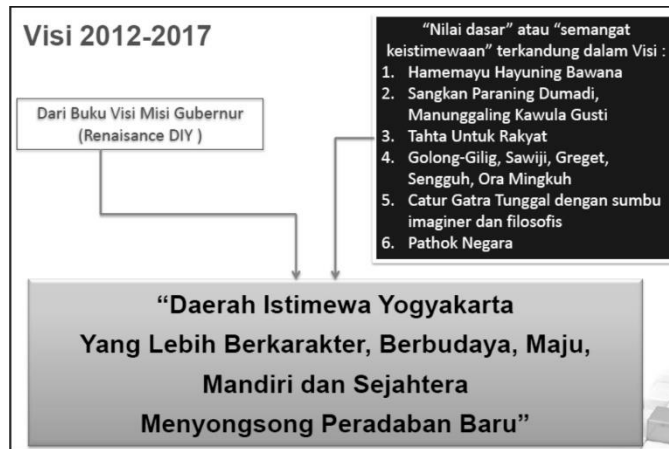 Visi 2012-2017
“Nilai dasar” atau “semangat
keistimewaan” terkandung dalam Visi :
1. Hamemayu Hayuning Bawana
2. Sangkan Paraning Dumadi,
Manunggaling Kawula Gusti
3. Tahta Untuk Rakyat
4. Golong-Gilig, Sawiji, Greget,
Sengguh, Ora Mingkuh
5. Catur Gatra Tunggal dengan sumbu
imaginer dan filosofis
6. Pathok Negara
Dari Buku Visi Misi Gubernur
(Renaisance DIY )
“Daerah Istimewa Yogyakarta
Yang Lebih Berkarakter, Berbudaya, Maju,
Mandiri dan Sejahtera
Menyongsong Peradaban Baru”